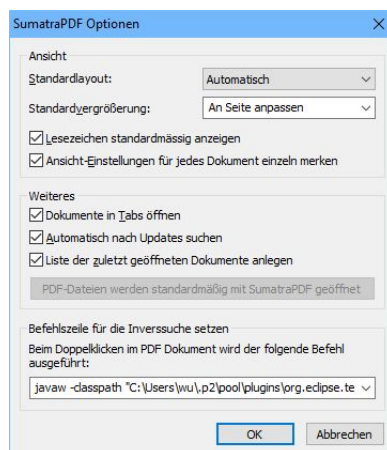 SumatraPDF Optionen
Ansicht
Standardlayout:
Automatisch
Standardvergrößerung:
An Seite anpassen
Lesezeichen standardmässig anzeigen
Ansicht-Einstellungen für jedes Dokument einzeln merken
Weiteres
Dokumente in Tabs öffnen
Automatisch nach Updates suchen
Liste der zuletzt geöffneten Dokumente anlegen
PDF-Dateien werden standardmäßig mit SumatraPDF geöffnet
Befehlszeile für die Inverssuche setzen
Beim Doppelklicken im PDF Dokument wird der folgende Befehl
ausgeführt:
javaw -classpath "C:\Users\wu\.p2\pool\plugins\org.eclipse.te
OK
Abbrechen